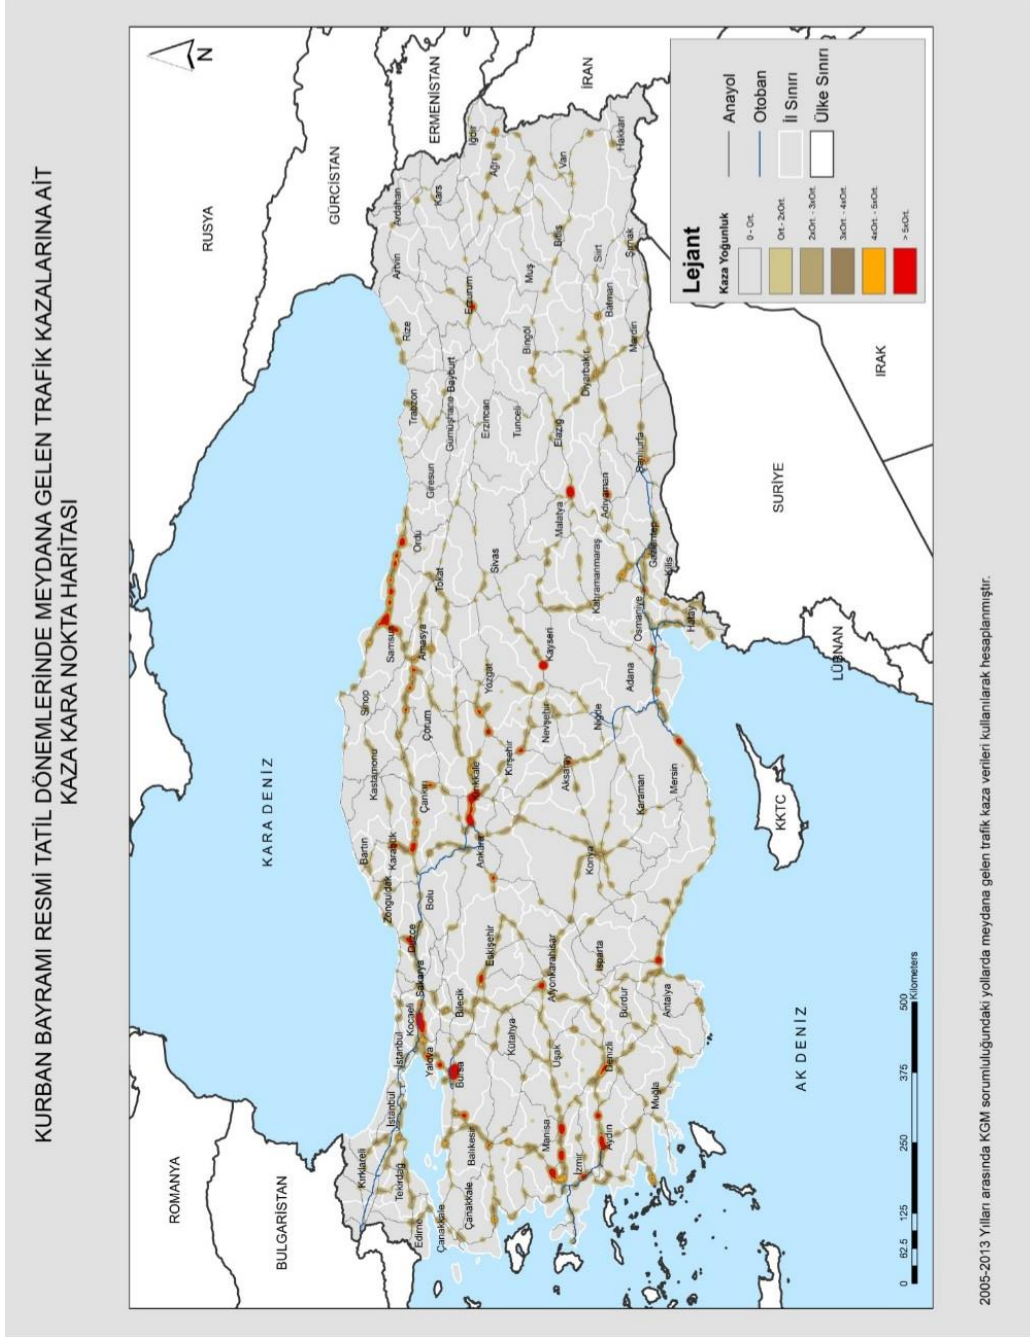 KURBAN BAYRAMI RESMİ TATİL DÖNEMLERİNDE MEYDANA GELEN TRAFİK KAZALARINA AİT
KAZA KARA NOKTA HARİTASI
N
ROMANYA
RUSYA
BULGARİSTAN
GÜRCİSTAN
ERMENİSTAN
İRAN
KARADENİZ
Kırklareli
Tekirdağ
Edirne
İstanbul
İstanbul
Çanakkale
Çanakkale
Balıkesir
Bursa
Yalova
Kocaeli
Sakarya
Düzce
Bilecik
Bolu
Zonguldak
Bartın
Karabük
Kastamonu
Çankırı
Sinop
Çorum
Samsun
Amasya
Tokat
Ordu
Giresun
Trabzon
Gümüşhane
Bayburt
Rize
Artvin
Ardahan
Kars
Iğdır
Ağrı
Erzurum
Erzincan
Tunceli
Sivas
Yozgat
Kırıkkale
Ankara
Eskişehir
Kütahya
Manisa
İzmir
Uşak
Afyonkarahisar
Aydın
Denizli
Muğla
Burdur
Isparta
Antalya
Konya
Karaman
Aksaray
Kırşehir
Nevşehir
Niğde
Kayseri
Mersin
Adana
Osmaniye
Hatay
Kahramanmaraş
Kilis
Gaziantep
Malatya
Adıyaman
Şanlıurfa
Elazığ
Bingöl
Diyarbakır
Mardin
Batman
Muş
Bitlis
Siirt
Şırnak
Van
Hakkari
KKTC
AKDENİZ
LÜBNAN
SURİYE
IRAK
Lejant
Kaza Yoğunluk
0 - Ort.
Ort - 2xOrt.
2xOrt. - 3xOrt.
3xOrt. - 4xOrt.
4xOrt. - 5xOrt.
> 5xOrt.
Anayol
Otoban
İl Sınırı
Ülke Sınırı
0 62.5 125 250 375 500
Kilometers
2005-2013 Yılları arasında KGM sorumluluğundaki yollarda meydana gelen trafik kaza verileri kullanılarak hesaplanmıştır.